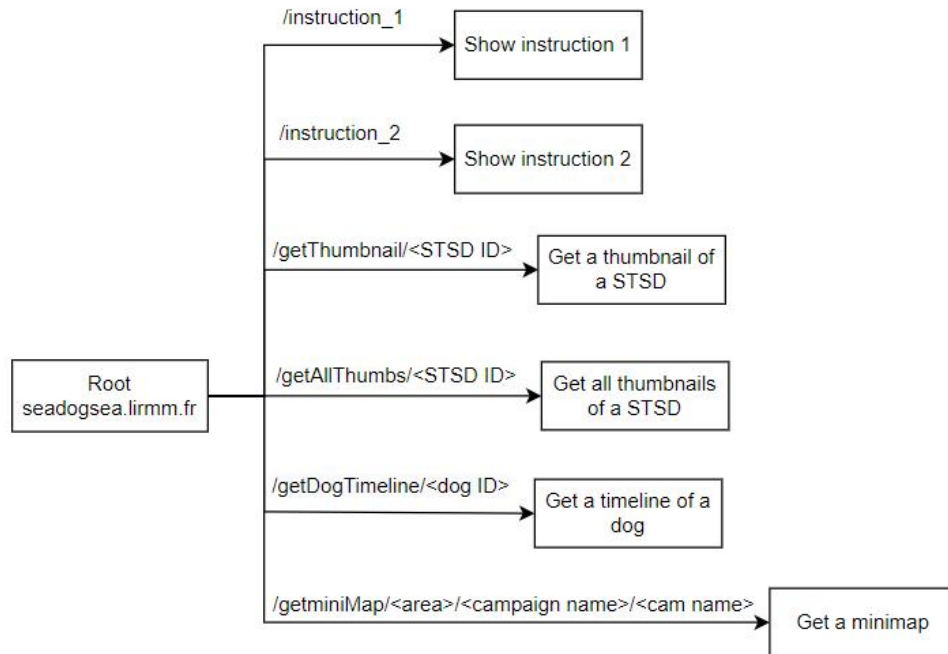 /instruction_1
Show instruction 1
/instruction_2
Show instruction 2
/getThumbnail/<STSD ID>
Get a thumbnail of
a STSD
/getAllThumbs/<STSD ID>
Get all thumbnails
of a STSD
Root
seadogsea.lirmm.fr
/getDogTimeline/<dog ID>
Get a timeline of a
dog
/getminiMap/<area>/<campaign name>/<cam name>
Get a minimap